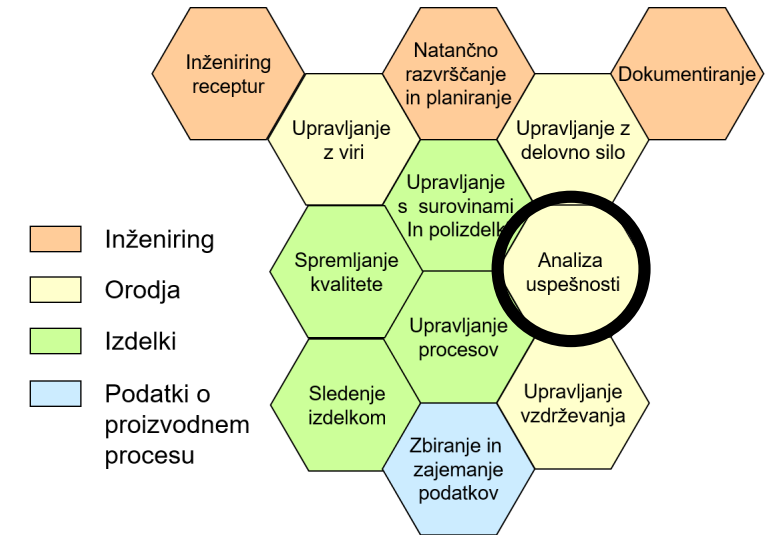 Inženiring
receptur
Natančno
razvrščanje
in planiranje
Dokumentiranje
Upravljanje
z viri
Upravljanje z
delovno silo
Upravljanje
s surovinami
In polizdelk
Spremljanje
kvalitete
Analiza
uspešnosti
Upravljanje
procesov
Sledenje
izdelkom
Upravljanje
vzdrževanja
Zbiranje in
zajemanje
podatkov
Inženiring
Orodja
Izdelki
Podatki o
proizvodnem
procesu